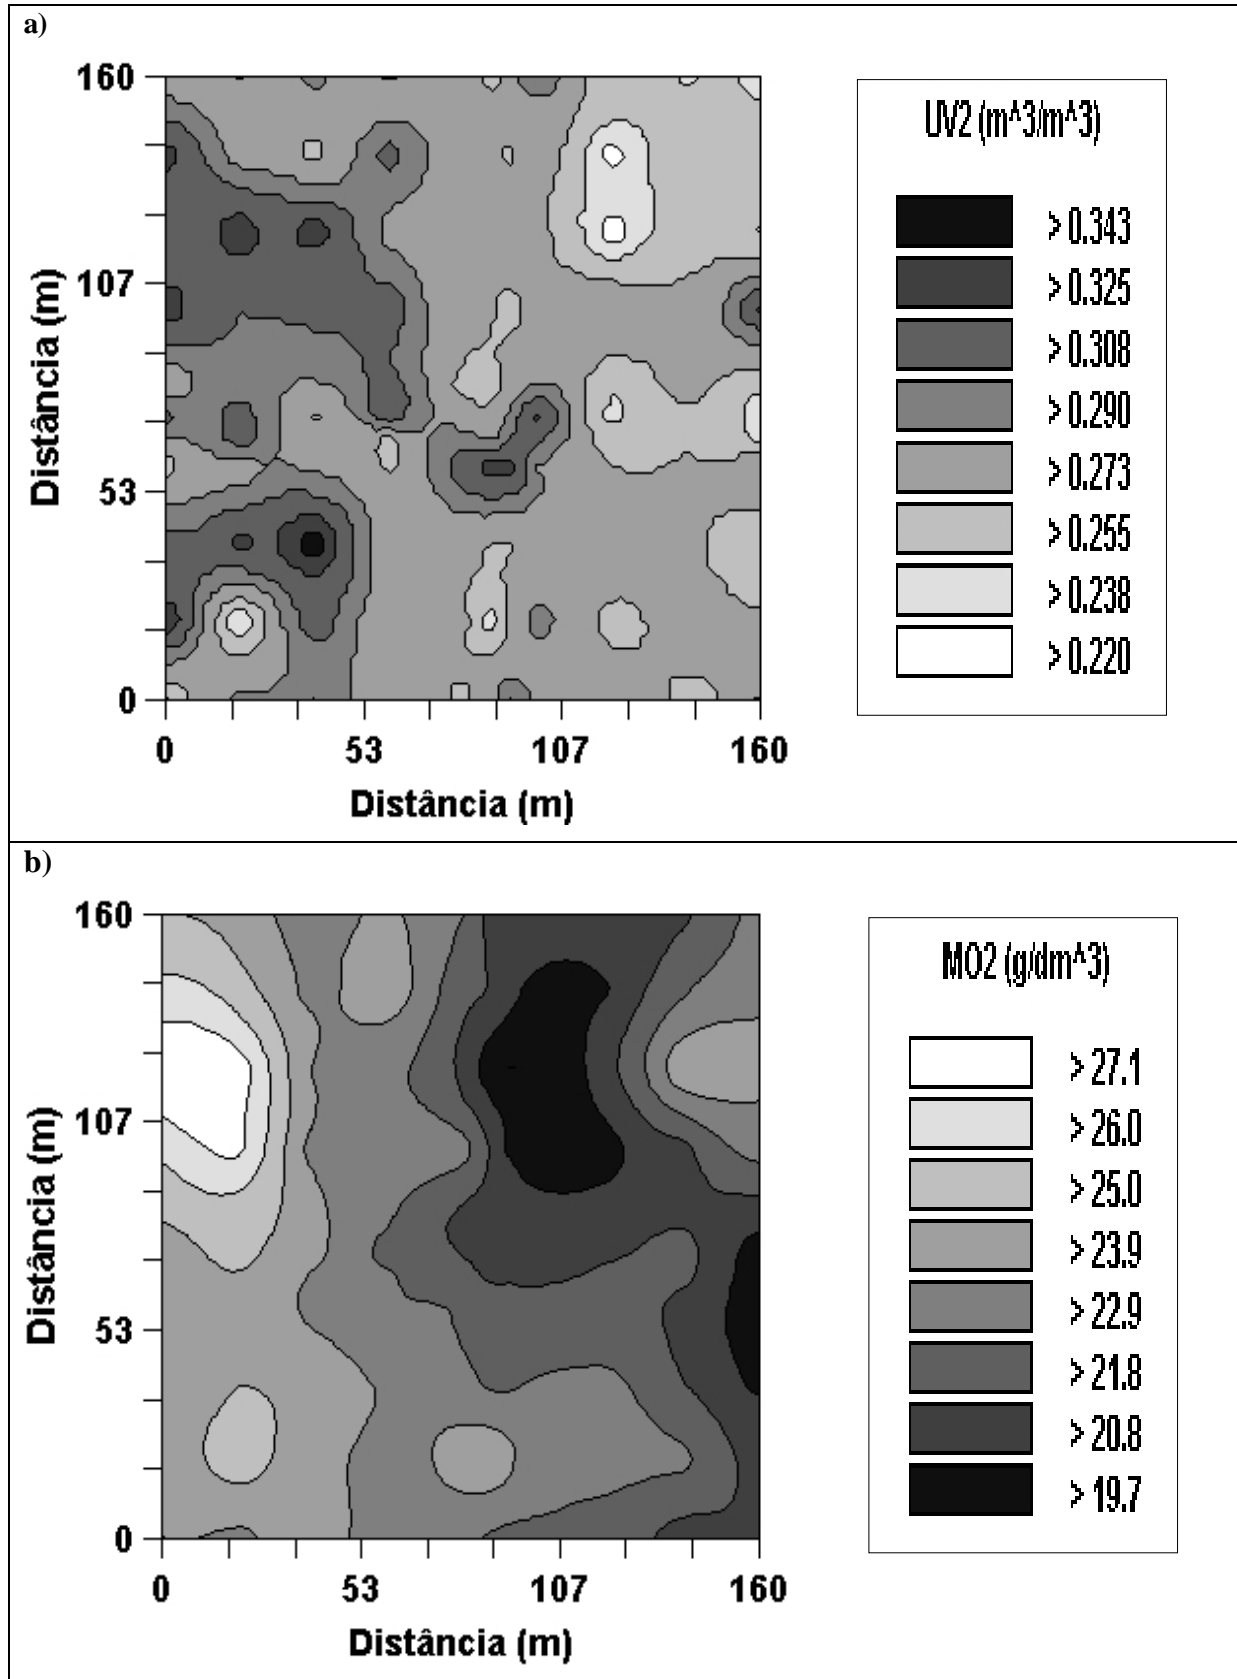 a)
UV2 (m^3/m^3)
> 0.343
> 0.325
> 0.308
> 0.290
> 0.273
> 0.255
> 0.238
> 0.220
160
107
53
0
0 53 107 160
Distância (m)
Distância (m)
b)
MO2 (g/dm^3)
> 27.1
> 26.0
> 25.0
> 23.9
> 22.9
> 21.8
> 20.8
> 19.7
160
107
53
0
0 53 107 160
Distância (m)
Distância (m)